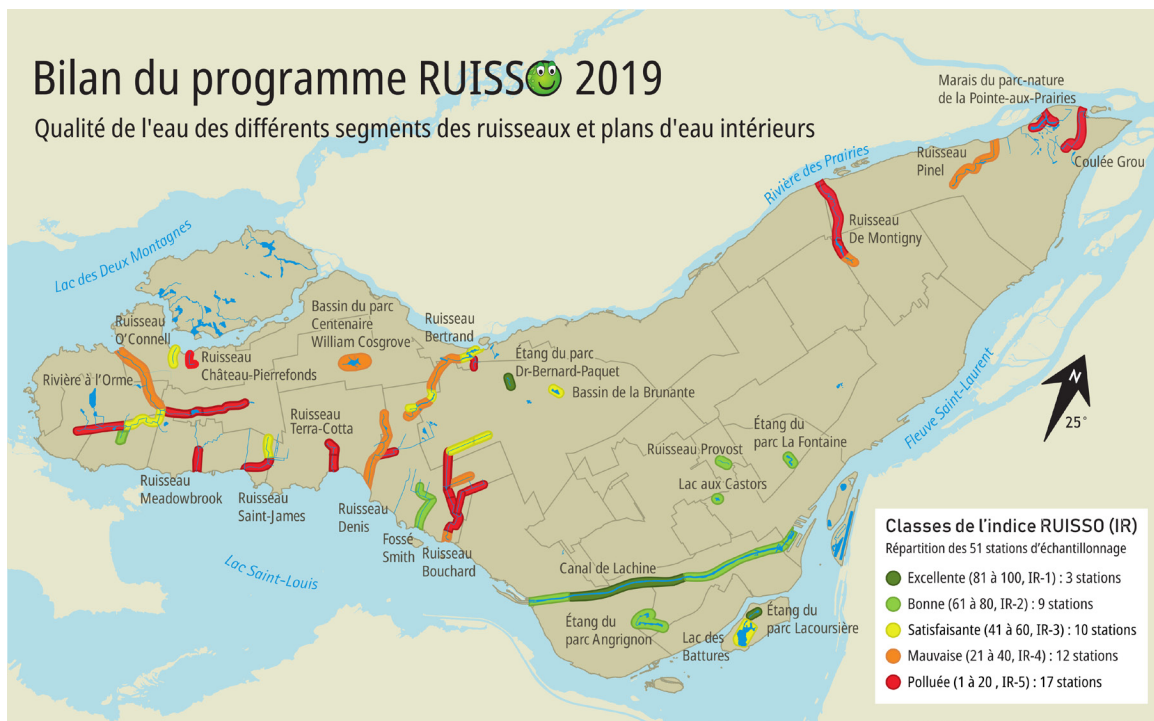 Bilan du programme RUISSO 2019
Qualité de l'eau des différents segments des ruisseaux et plans d'eau intérieurs
Marais du parc-nature
de la Pointe-aux-Prairies
Ruisseau
Pinel
Coulée Grou
Rivière des Prairies
Ruisseau
De Montigny
Lac des Deux Montagnes
Ruisseau
O'Connell
Bassin du parc
Centenaire
William Cosgrove
Ruisseau
Bertrand
Ruisseau
Château-Pierrefonds
Étang du parc
Dr-Bernard-Paquet
Rivière à l'Orme
Bassin de la Brunante
Ruisseau
Terra-Cotta
Étang du
parc La Fontaine
Ruisseau Provost
Lac aux Castors
Fleuve Saint-Laurent
N
25°
Ruisseau
Meadowbrook
Ruisseau
Saint-James
Ruisseau
Denis
Fossé
Smith
Ruisseau
Bouchard
Lac Saint-Louis
Canal de Lachine
Étang du
parc Angrignon
Lac des
Battures
Étang du
parc Lacoursière
Classes de l'indice RUISSO (IR)
Répartition des 51 stations d'échantillonnage
Excellente (81 à 100, IR-1) : 3 stations
Bonne (61 à 80, IR-2) : 9 stations
Satisfaisante (41 à 60, IR-3) : 10 stations
Mauvaise (21 à 40, IR-4) : 12 stations
Polluée (1 à 20 , IR-5) : 17 stations